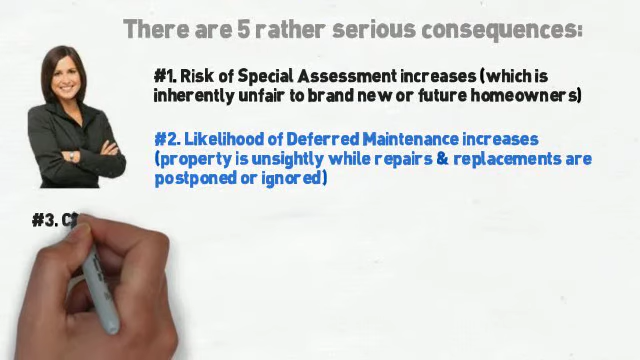 There are 5 rather serious consequences:
#1. Risk of Special Assessment increases (which is
inherently unfair to brand new or future homeowners)
#2. Likelihood of Deferred Maintenance increases
(property is unsightly while repairs & replacements are
postponed or ignored)
#3. C